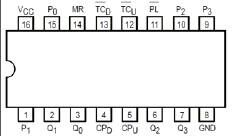 VCC P0 MR TCD TCU PL P2 P3
16 15 14 13 12 11 10 9
1 2 3 4 5 6 7 8
P1 Q1 Q0 CPD CPU Q2 Q3 GND